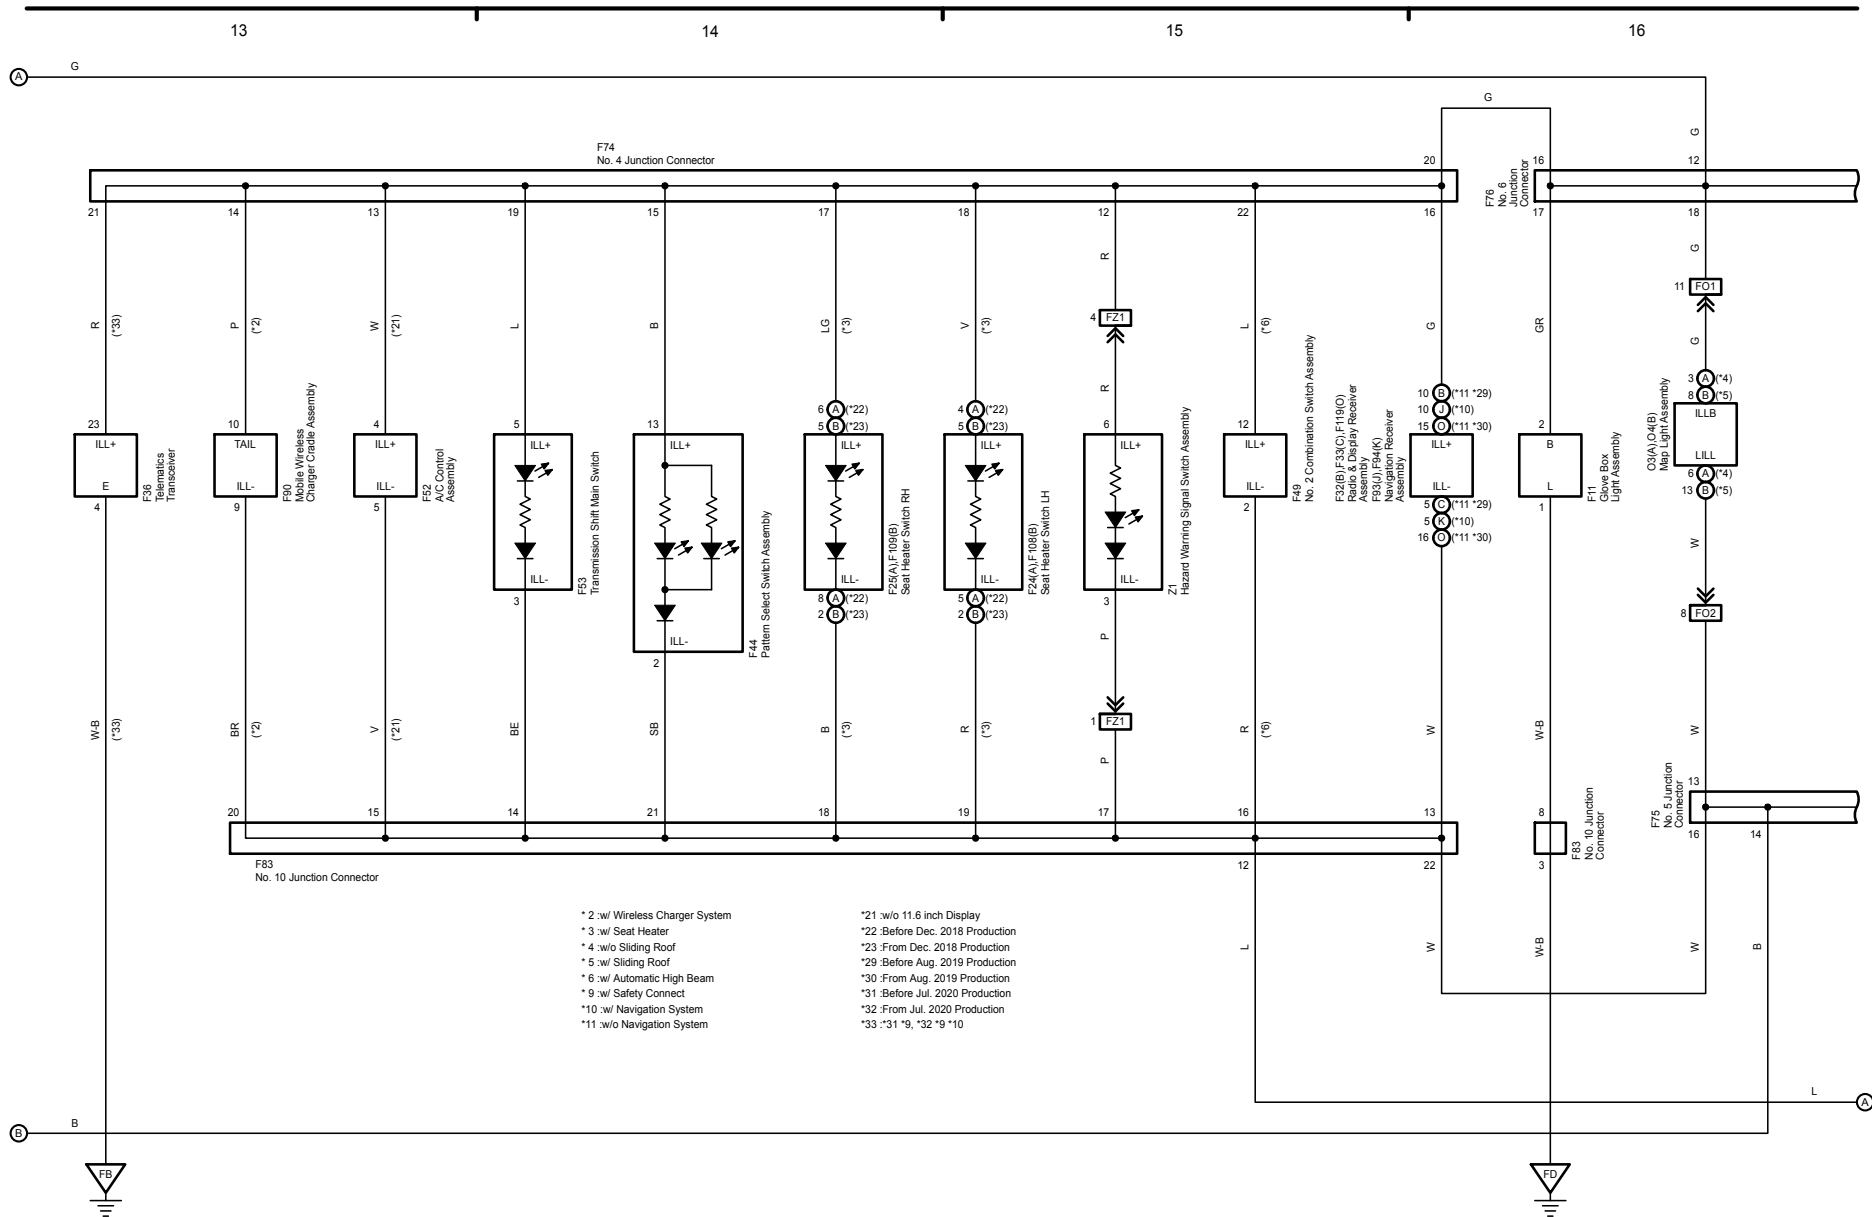 13
14
15
16
A
G
G
G
F74
No. 4 Junction Connector
20
16
12
F76
No. 6
Junction
Connector
21
14
13
19
15
17
18
12
22
16
17
18
R
G
11
FO1
4
FZ1
R
(*33)
P
(*2)
W
(*21)
L
B
LG
(*3)
V
(*3)
L
(*6)
G
GR
G
R
3 A (*4)
8 B (*5)
6 A (*22)
5 B (*23)
4 A (*22)
5 B (*23)
10 B (*11 *29)
10 J (*10)
15 O (*11 *30)
23
10
4
5
13
6
12
2
ILL+
E
F36
Telematics
Transceiver
4
TAIL
ILL-
F90
Mobile Wireless
Charger Cradle Assembly
9
ILL+
ILL-
F52
A/C Control
Assembly
5
ILL+
ILL-
F53
Transmission Shift Main Switch
3
ILL+
ILL-
F44
Pattern Select Switch Assembly
2
ILL+
ILL-
F25(A),F109(B)
Seat Heater Switch RH
8 A (*22)
2 B (*23)
ILL+
ILL-
F24(A),F108(B)
Seat Heater Switch LH
5 A (*22)
2 B (*23)
ILL+
ILL-
Z1
Hazard Warning Signal Switch Assembly
3
ILL+
ILL-
F49
No. 2 Combination Switch Assembly
2
F32(B),F33(C),F119(O)
Radio & Display Receiver
Assembly
F93(J),F94(K)
Navigation Receiver
Assembly
ILL+
ILL-
5 C (*11 *29)
5 K (*10)
16 O (*11 *30)
B
L
F11
Glove Box
Light Assembly
1
O3(A),O4(B)
Map Light Assembly
ILLB
LILL
6 A (*4)
13 B (*5)
W
8
FO2
P
1
FZ1
P
W-B
(*33)
BR
(*2)
V
(*21)
BE
SB
B
(*3)
R
(*3)
R
(*6)
W
W-B
W
20
15
14
21
18
19
17
16
13
8
F75
No. 5 Junction
Connector
13
16
14
F83
No. 10 Junction Connector
12
22
3
F83
No. 10 Junction
Connector
* 2 :w/ Wireless Charger System
* 3 :w/ Seat Heater
* 4 :w/o Sliding Roof
* 5 :w/ Sliding Roof
* 6 :w/ Automatic High Beam
* 9 :w/ Safety Connect
*10 :w/ Navigation System
*11 :w/o Navigation System
*21 :w/o 11.6 inch Display
*22 :Before Dec. 2018 Production
*23 :From Dec. 2018 Production
*29 :Before Aug. 2019 Production
*30 :From Aug. 2019 Production
*31 :Before Jul. 2020 Production
*32 :From Jul. 2020 Production
*33 :*31 *9, *32 *9 *10
L
W
W-B
W
B
L
A
B
B
FB
FD